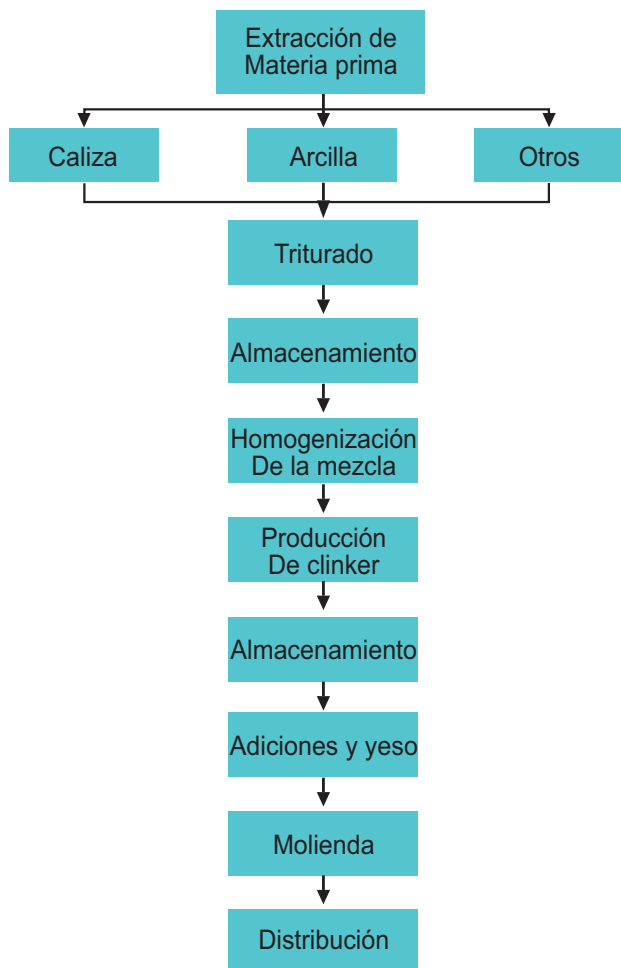 Extracción de
Materia prima
Caliza
Arcilla
Otros
Triturado
Almacenamiento
Homogenización
De la mezcla
Producción
De clinker
Almacenamiento
Adiciones y yeso
Molienda
Distribución